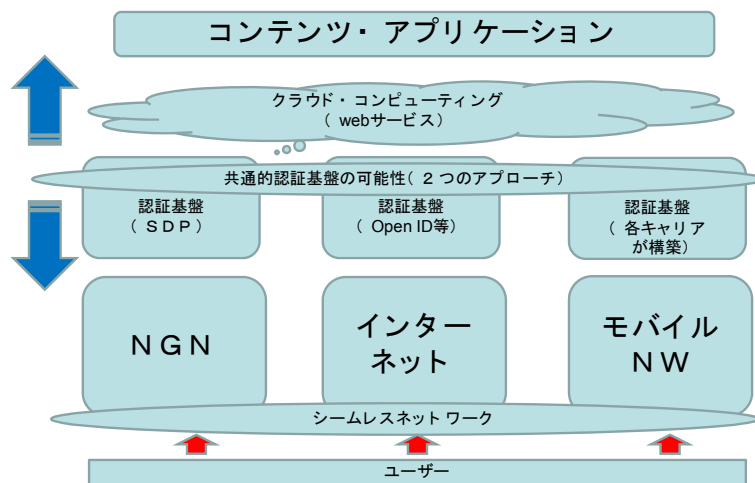 コンテンツ・アプリケーション
クラウド・コンピューティング
（webサービス）
共通的認証基盤の可能性（２つのアプローチ）
認証基盤
（ＳＤＰ）
認証基盤
（Open ID等）
認証基盤
（各キャリア
が構築）
ＮＧＮ
インター
ネット
モバイル
ＮＷ
シームレスネットワーク
ユーザー